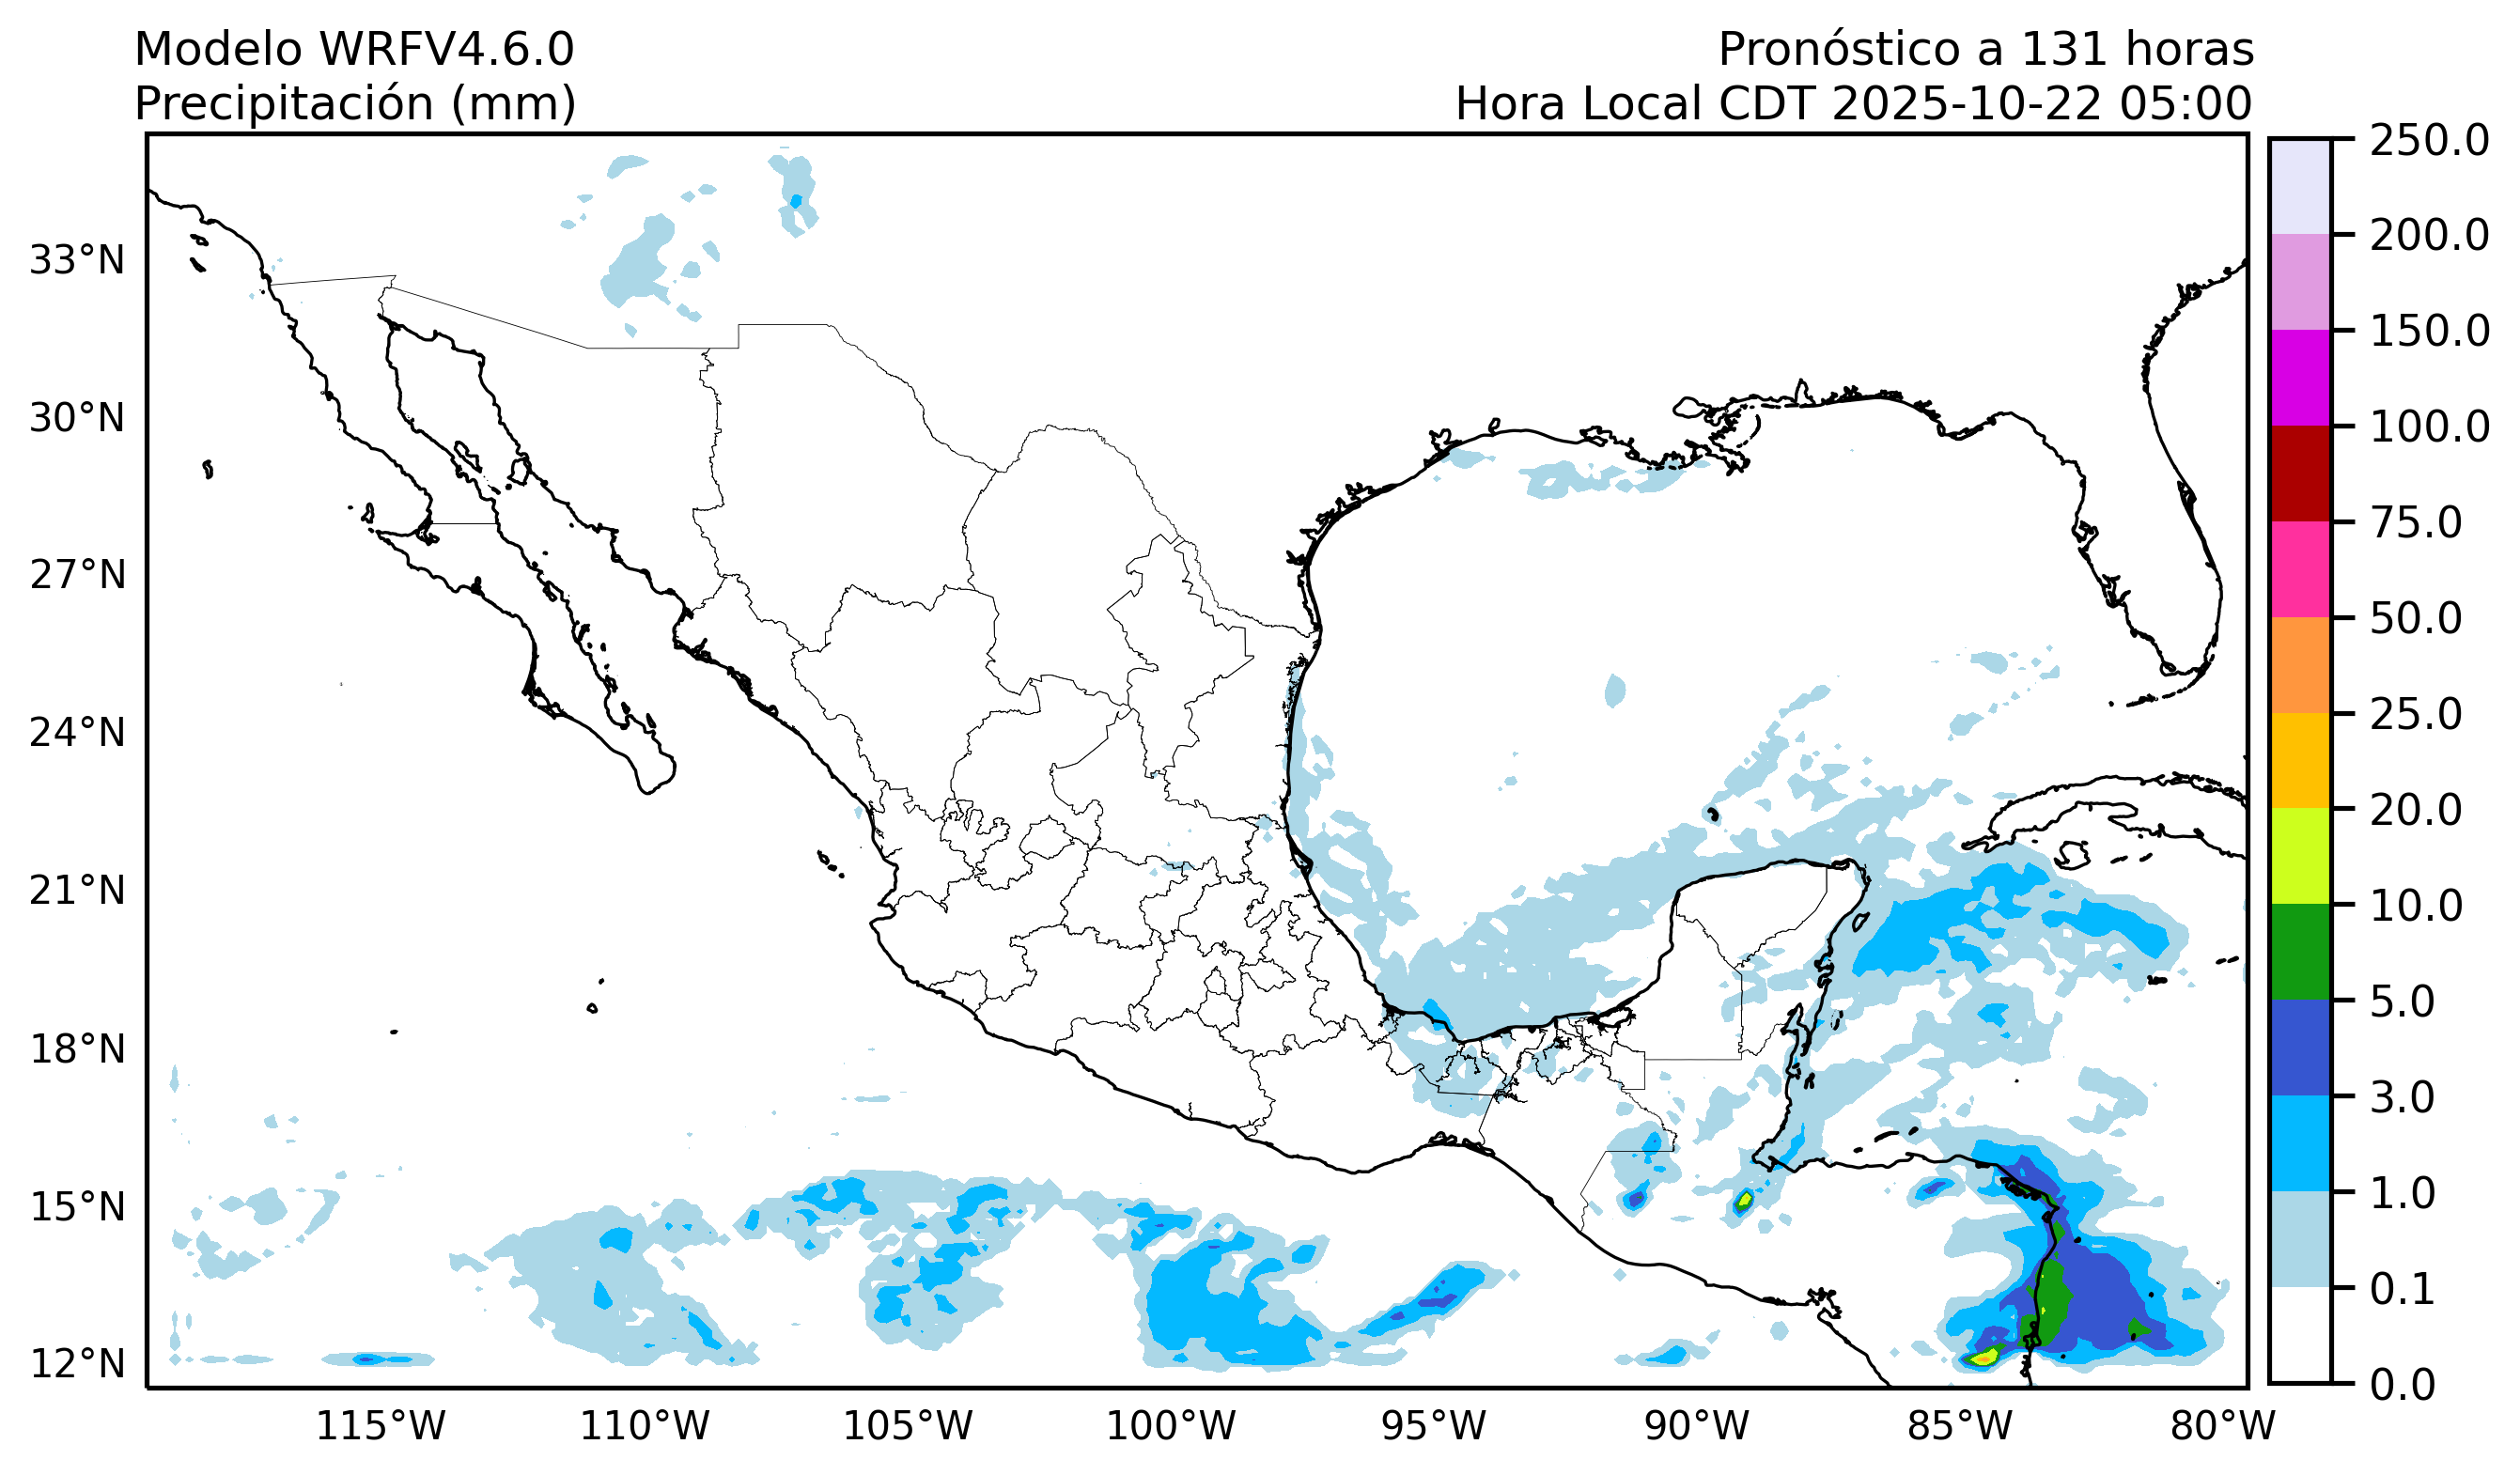 Modelo WRFV4.6.0
Precipitación (mm)
Pronóstico a 131 horas
Hora Local CDT 2025-10-22 05:00
33°N
30°N
27°N
24°N
21°N
18°N
15°N
12°N
115°W
110°W
105°W
100°W
95°W
90°W
85°W
80°W
250.0
200.0
150.0
100.0
75.0
50.0
25.0
20.0
10.0
5.0
3.0
1.0
0.1
0.0